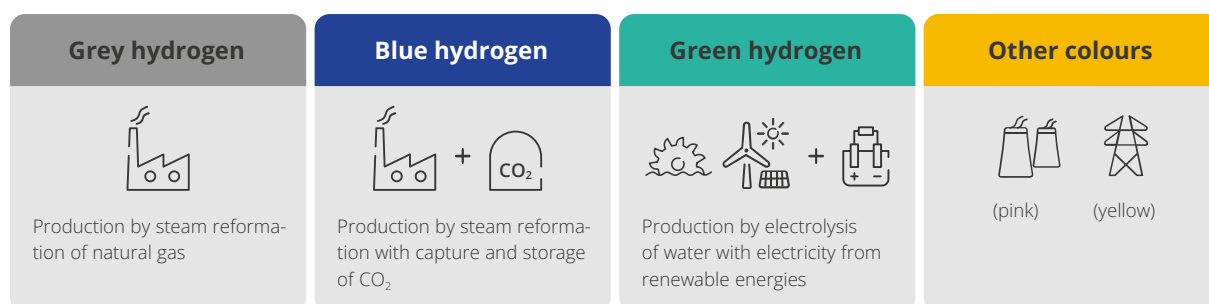 Grey hydrogen
Production by steam reforma-
tion of natural gas
Blue hydrogen
+
CO₂
Production by steam reforma-
tion with capture and storage
of CO₂
Green hydrogen
+
+ -
Production by electrolysis
of water with electricity from
renewable energies
Other colours
(pink)
(yellow)